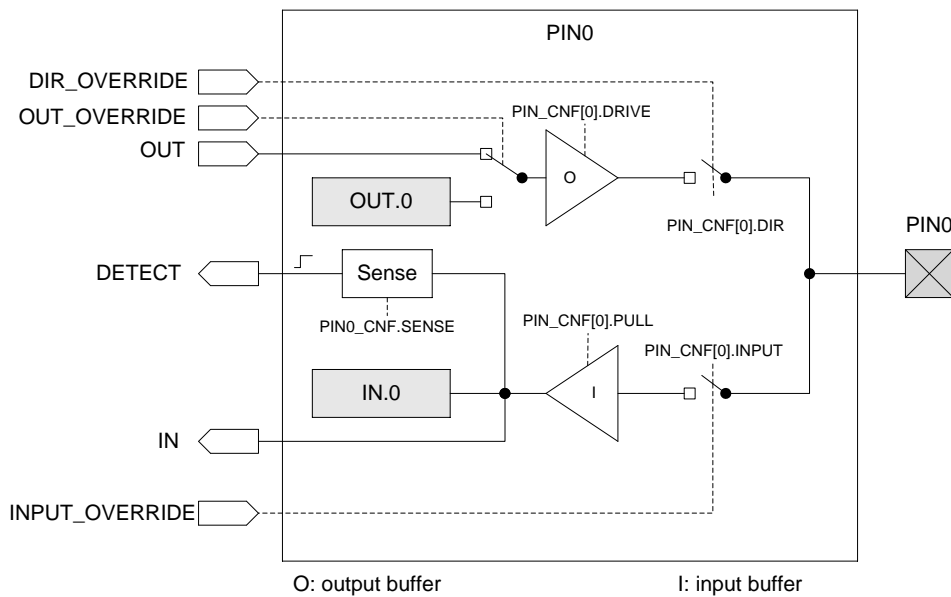 PIN0
DIR_OVERRIDE
OUT_OVERRIDE
PIN_CNF[0].DRIVE
OUT
O
OUT.0
PIN_CNF[0].DIR
PIN0
DETECT
Sense
PIN0_CNF.SENSE
PIN_CNF[0].PULL
PIN_CNF[0].INPUT
IN.0
I
IN
INPUT_OVERRIDE
O: output buffer
I: input buffer